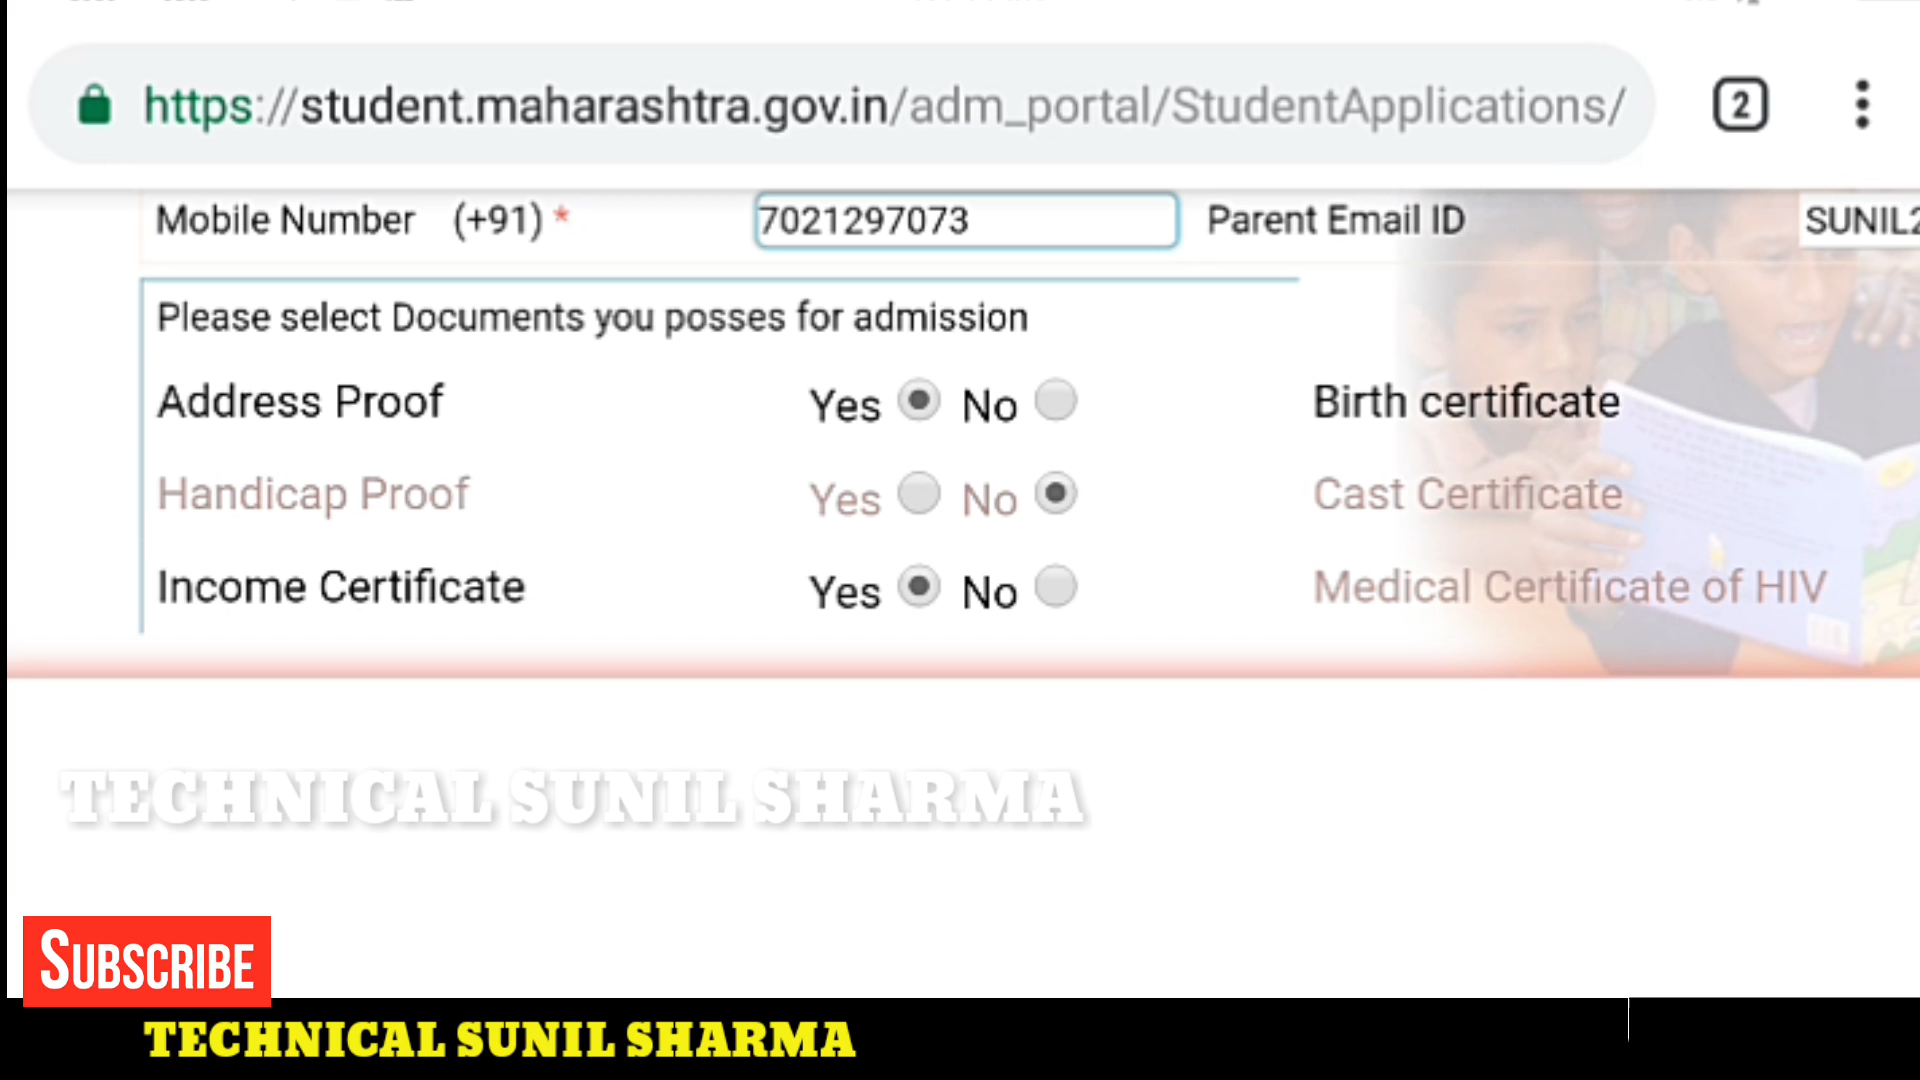 https://student.maharashtra.gov.in/adm_portal/StudentApplications/
2
Mobile Number (+91) * 7021297073 Parent Email ID SUNIL2
Please select Documents you posses for admission
Address Proof Yes No Birth certificate
Handicap Proof Yes No Cast Certificate
Income Certificate Yes No Medical Certificate of HIV
TECHNICAL SUNIL SHARMA
SUBSCRIBE
TECHNICAL SUNIL SHARMA